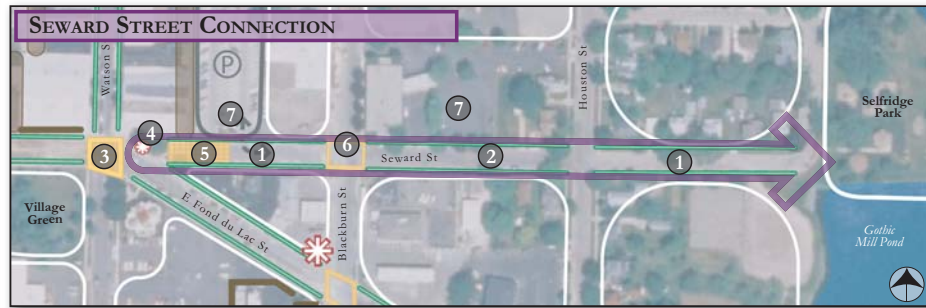 SEWARD STREET CONNECTION
Watson S
P
Houston St
7
7
Selfridge
Park
4
3
5
1
6
Seward St
2
1
Village
Green
E Fond du Lac St
Blackburn St
Gothic
Mill Pond